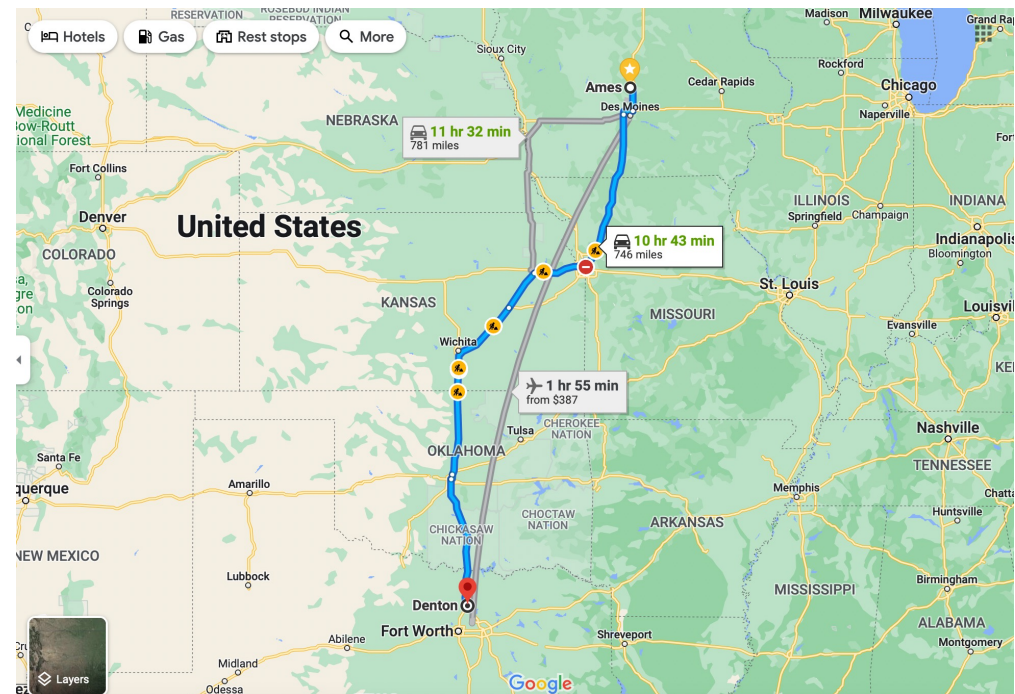 RESERVATION
ROSEBUD INDIAN
RESERVATION
Madison
Milwaukee
Grand Ra
Hotels
Gas
Rest stops
More
Sioux City
Rockford
Ames
Cedar Rapids
Chicago
Des Moines
Naperville
Medicine
Bow-Routt
ional Forest
NEBRASKA
11 hr 32 min
781 miles
Fort
Fort Collins
ILLINOIS
INDIANA
Denver
United States
Springfield
Champaign
10 hr 43 min
746 miles
Indianapolis
Bloomington
COLORADO
Colorado
Springs
St. Louis
KANSAS
MISSOURI
Louisvil
Evansville
Wichita
KE
1 hr 55 min
from $387
Tulsa
CHEROKEE
NATION
Nashville
OKLAHOMA
TENNESSEE
Santa Fe
querque
Amarillo
Memphis
Chatta
Huntsville
CHICKASAW
NATION
CHOCTAW
NATION
ARKANSAS
NEW MEXICO
Lubbock
Birmingham
MISSISSIPPI
Denton
ALABAMA
Fort Worth
Abilene
Shreveport
Montgomery
Midland
Odessa
Layers
Google